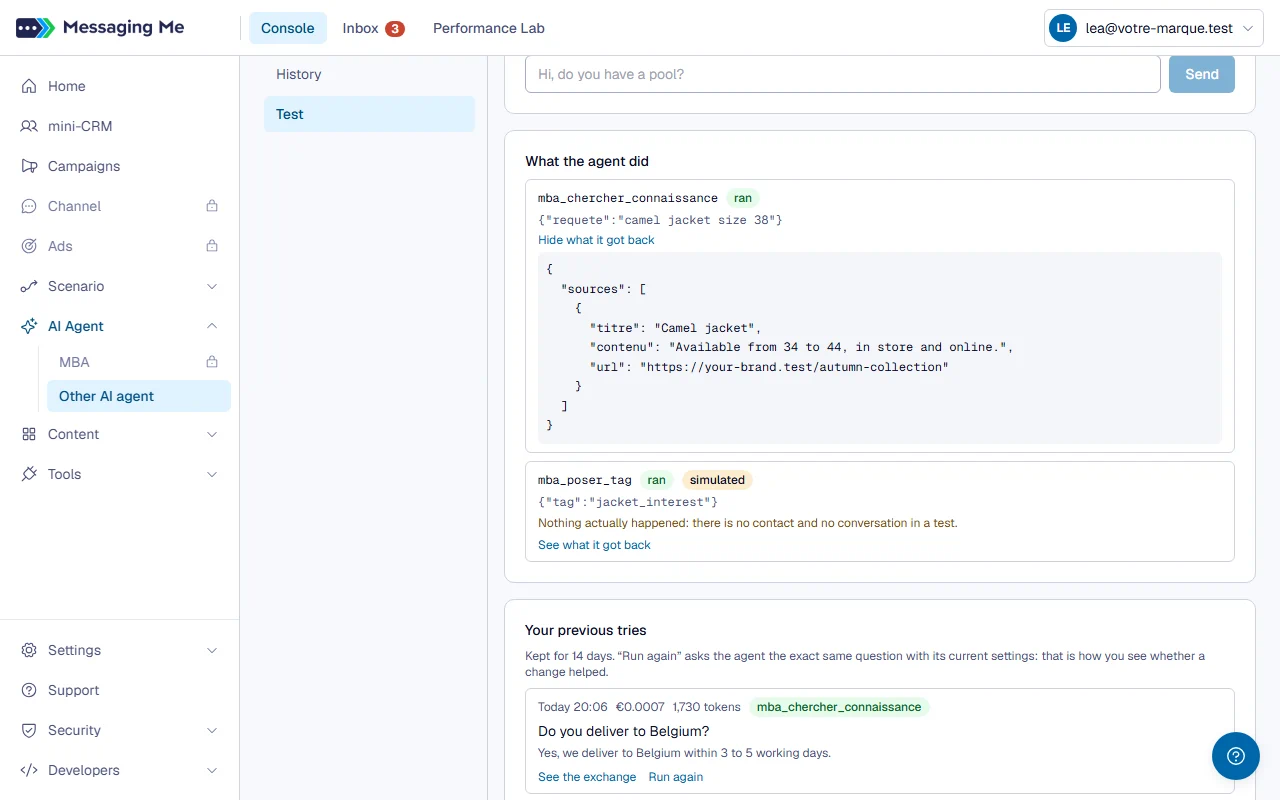 Messaging Me
Console
Inbox 3
Performance Lab
LE lea@votre-marque.test
Home
mini-CRM
Campaigns
Channel
Ads
Scenario
AI Agent
MBA
Other AI agent
Content
Tools
Settings
Support
Security
Developers
History
Test
Hi, do you have a pool?
Send
What the agent did
mba_chercher_connaissance ran
{"requete":"camel jacket size 38"}
Hide what it got back
{
"sources": [
{
"titre": "Camel jacket",
"contenu": "Available from 34 to 44, in store and online.",
"url": "https://your-brand.test/autumn-collection"
}
]
}
mba_poser_tag ran simulated
{"tag":"jacket_interest"}
Nothing actually happened: there is no contact and no conversation in a test.
See what it got back
Your previous tries
Kept for 14 days. “Run again” asks the agent the exact same question with its current settings: that is how you see whether a
change helped.
Today 20:06 €0.0007 1,730 tokens mba_chercher_connaissance
Do you deliver to Belgium?
Yes, we deliver to Belgium within 3 to 5 working days.
See the exchange Run again